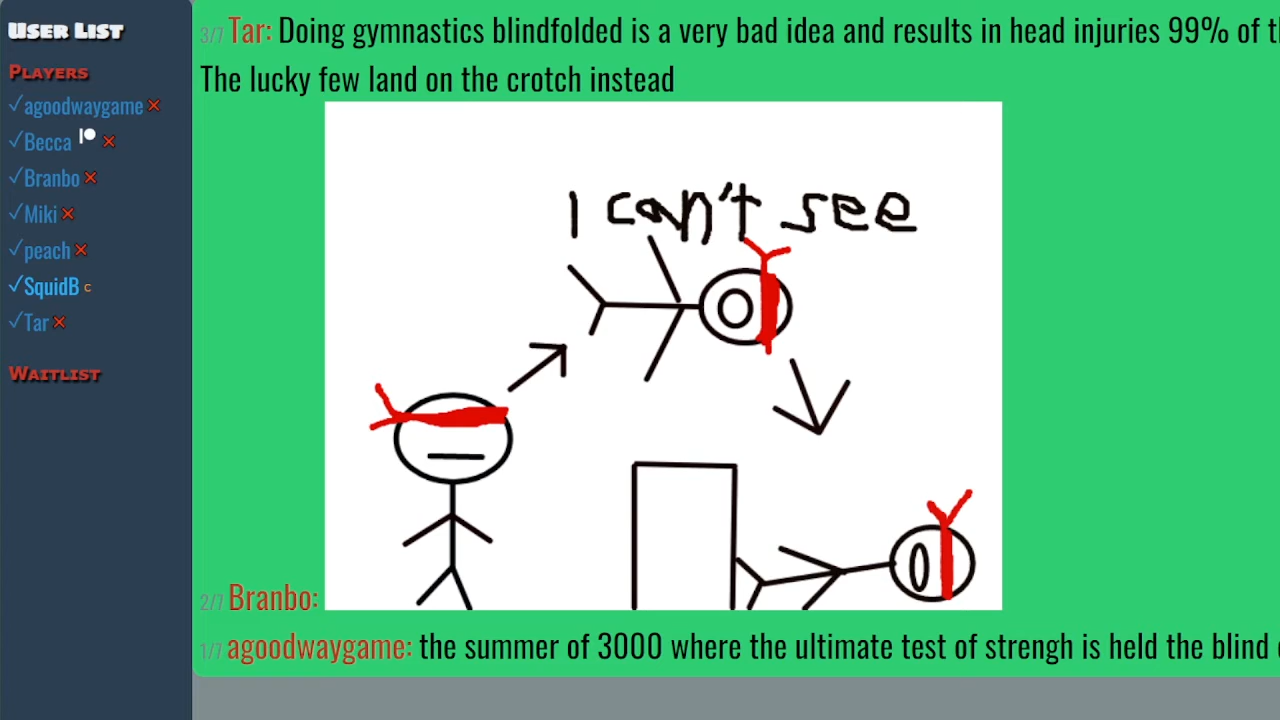 USER LIST
PLAYERS
✓agoodwaygame ✕
✓Becca ✕
✓Branbo ✕
✓Miki ✕
✓peach ✕
✓SquidB c
✓Tar ✕
WAITLIST
3/7 Tar: Doing gymnastics blindfolded is a very bad idea and results in head injuries 99% of
The lucky few land on the crotch instead
I can't see
2/7 Branbo:
1/7 agoodwaygame: the summer of 3000 where the ultimate test of strengh is held the blind